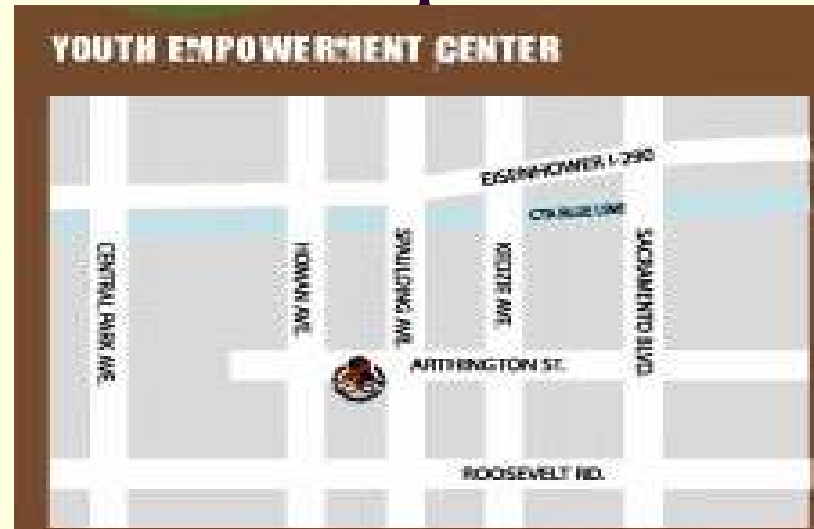 YOUTH EMPOWERMENT CENTER
EISENHOWER I-290
CTA BLUE LINE
CENTRAL PARK AVE.
HOMAN AVE.
SPAULDING AVE.
KEDZIE AVE.
SACRAMENTO BLVD.
ARTHINGTON ST.
ROOSEVELT RD.